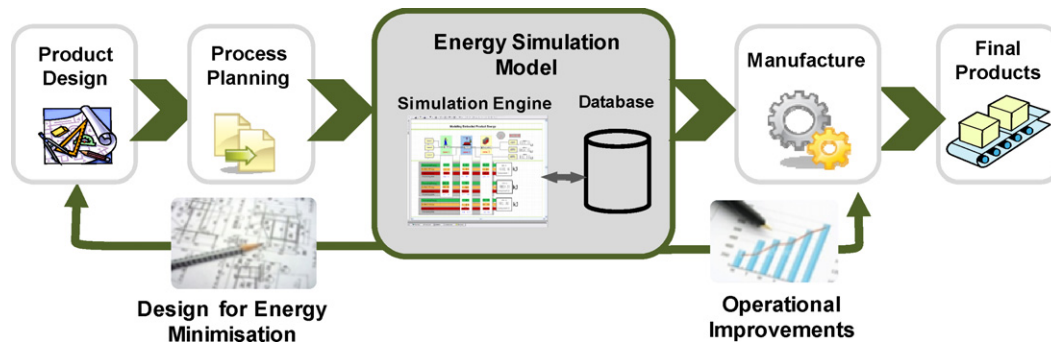 Product
Design
Process
Planning
Energy Simulation
Model
Simulation Engine
Database
Manufacture
Final
Products
Design for Energy
Minimisation
Operational
Improvements